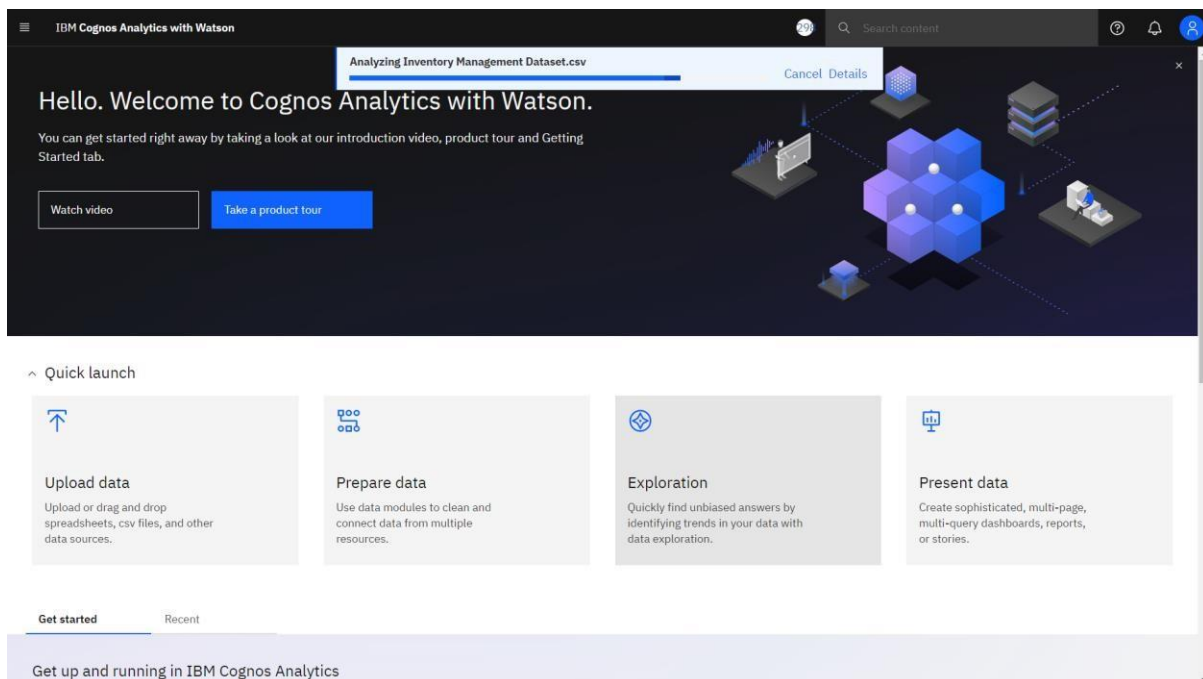 IBM Cognos Analytics with Watson
Search content
Analyzing Inventory Management Dataset.csv
Cancel Details
Hello. Welcome to Cognos Analytics with Watson.
You can get started right away by taking a look at our introduction video, product tour and Getting
Started tab.
Watch video
Take a product tour
Quick launch
Upload data
Upload or drag and drop
spreadsheets, csv files, and other
data sources.
Prepare data
Use data modules to clean and
connect data from multiple
resources.
Exploration
Quickly find unbiased answers by
identifying trends in your data with
data exploration.
Present data
Create sophisticated, multi-page,
multi-query dashboards, reports,
or stories.
Get started
Recent
Get up and running in IBM Cognos Analytics